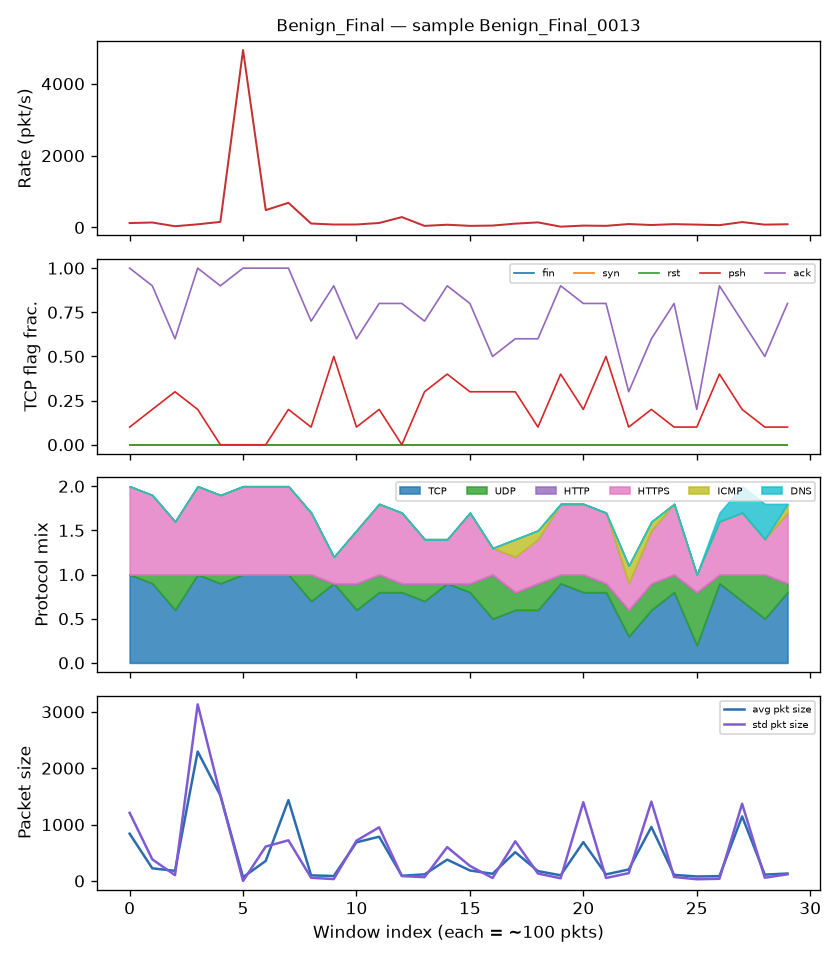 Benign_Final — sample Benign_Final_0013
Rate (pkt/s)
4000
2000
0
TCP flag frac.
1.00
0.75
0.50
0.25
0.00
fin syn rst psh ack
Protocol mix
2.0
1.5
1.0
0.5
0.0
TCP UDP HTTP HTTPS ICMP DNS
Packet size
3000
2000
1000
0
avg pkt size
std pkt size
0 5 10 15 20 25 30
Window index (each = ~100 pkts)